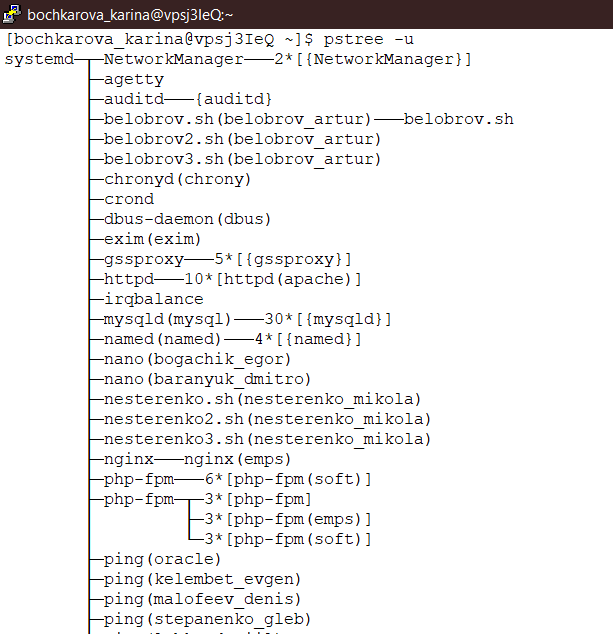 bochkarova_karina@vpsj3IeQ:~
[bochkarova_karina@vpsj3IeQ ~]$ pstree -u
systemd─┬─NetworkManager───2*[{NetworkManager}]
        ├─agetty
        ├─auditd───{auditd}
        ├─belobrov.sh(belobrov_artur)───belobrov.sh
        ├─belobrov2.sh(belobrov_artur)
        ├─belobrov3.sh(belobrov_artur)
        ├─chronyd(chrony)
        ├─crond
        ├─dbus-daemon(dbus)
        ├─exim(exim)
        ├─gssproxy───5*[{gssproxy}]
        ├─httpd───10*[httpd(apache)]
        ├─irqbalance
        ├─mysqld(mysql)───30*[{mysqld}]
        ├─named(named)───4*[{named}]
        ├─nano(bogachik_egor)
        ├─nano(baranyuk_dmitro)
        ├─nesterenko.sh(nesterenko_mikola)
        ├─nesterenko2.sh(nesterenko_mikola)
        ├─nesterenko3.sh(nesterenko_mikola)
        ├─nginx───nginx(emps)
        ├─php-fpm───6*[php-fpm(soft)]
        ├─php-fpm─┬─3*[php-fpm]
        │         ├─3*[php-fpm(emps)]
        │         └─3*[php-fpm(soft)]
        ├─ping(oracle)
        ├─ping(kelembet_evgen)
        ├─ping(malofeev_denis)
        ├─ping(stepanenko_gleb)